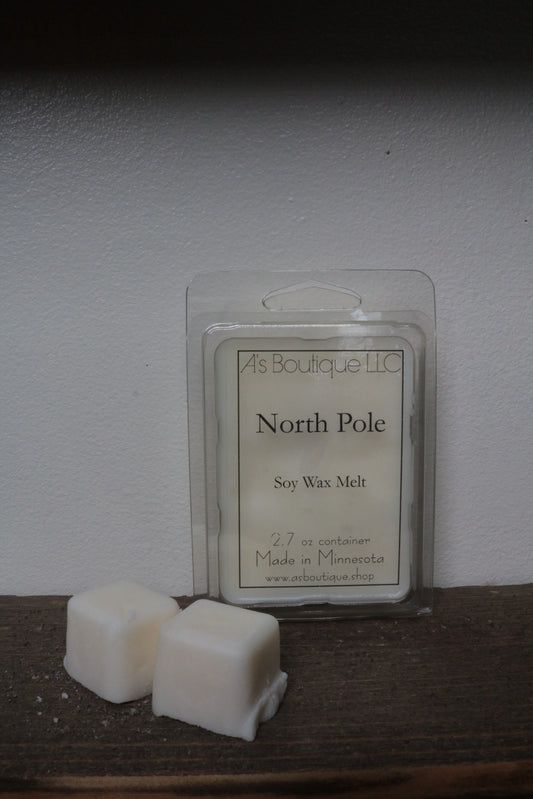 A's Boutique LLC
North Pole
Soy Wax Melt
2.7 oz container
Made in Minnesota
www.asboutique.shop